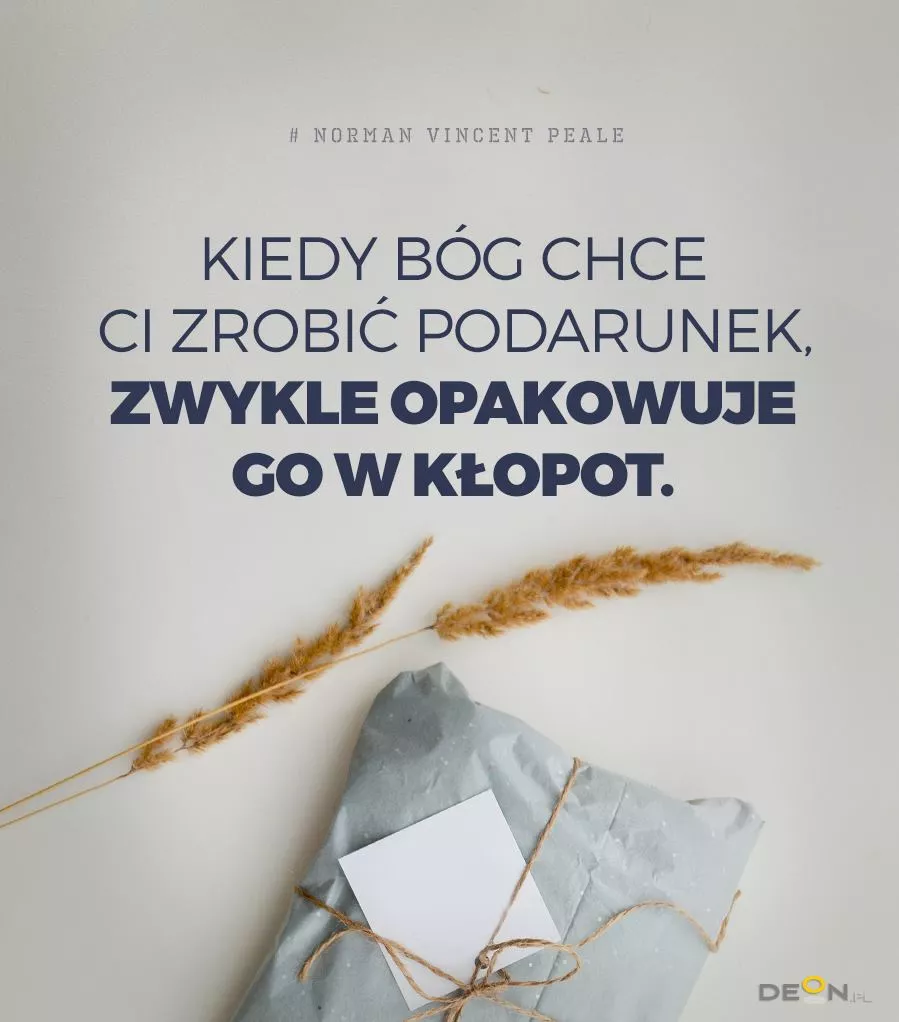 # NORMAN VINCENT PEALE
KIEDY BÓG CHCE
CI ZROBIĆ PODARUNEK,
ZWYKLE OPAKOWUJE
GO W KŁOPOT.
DEON.PL